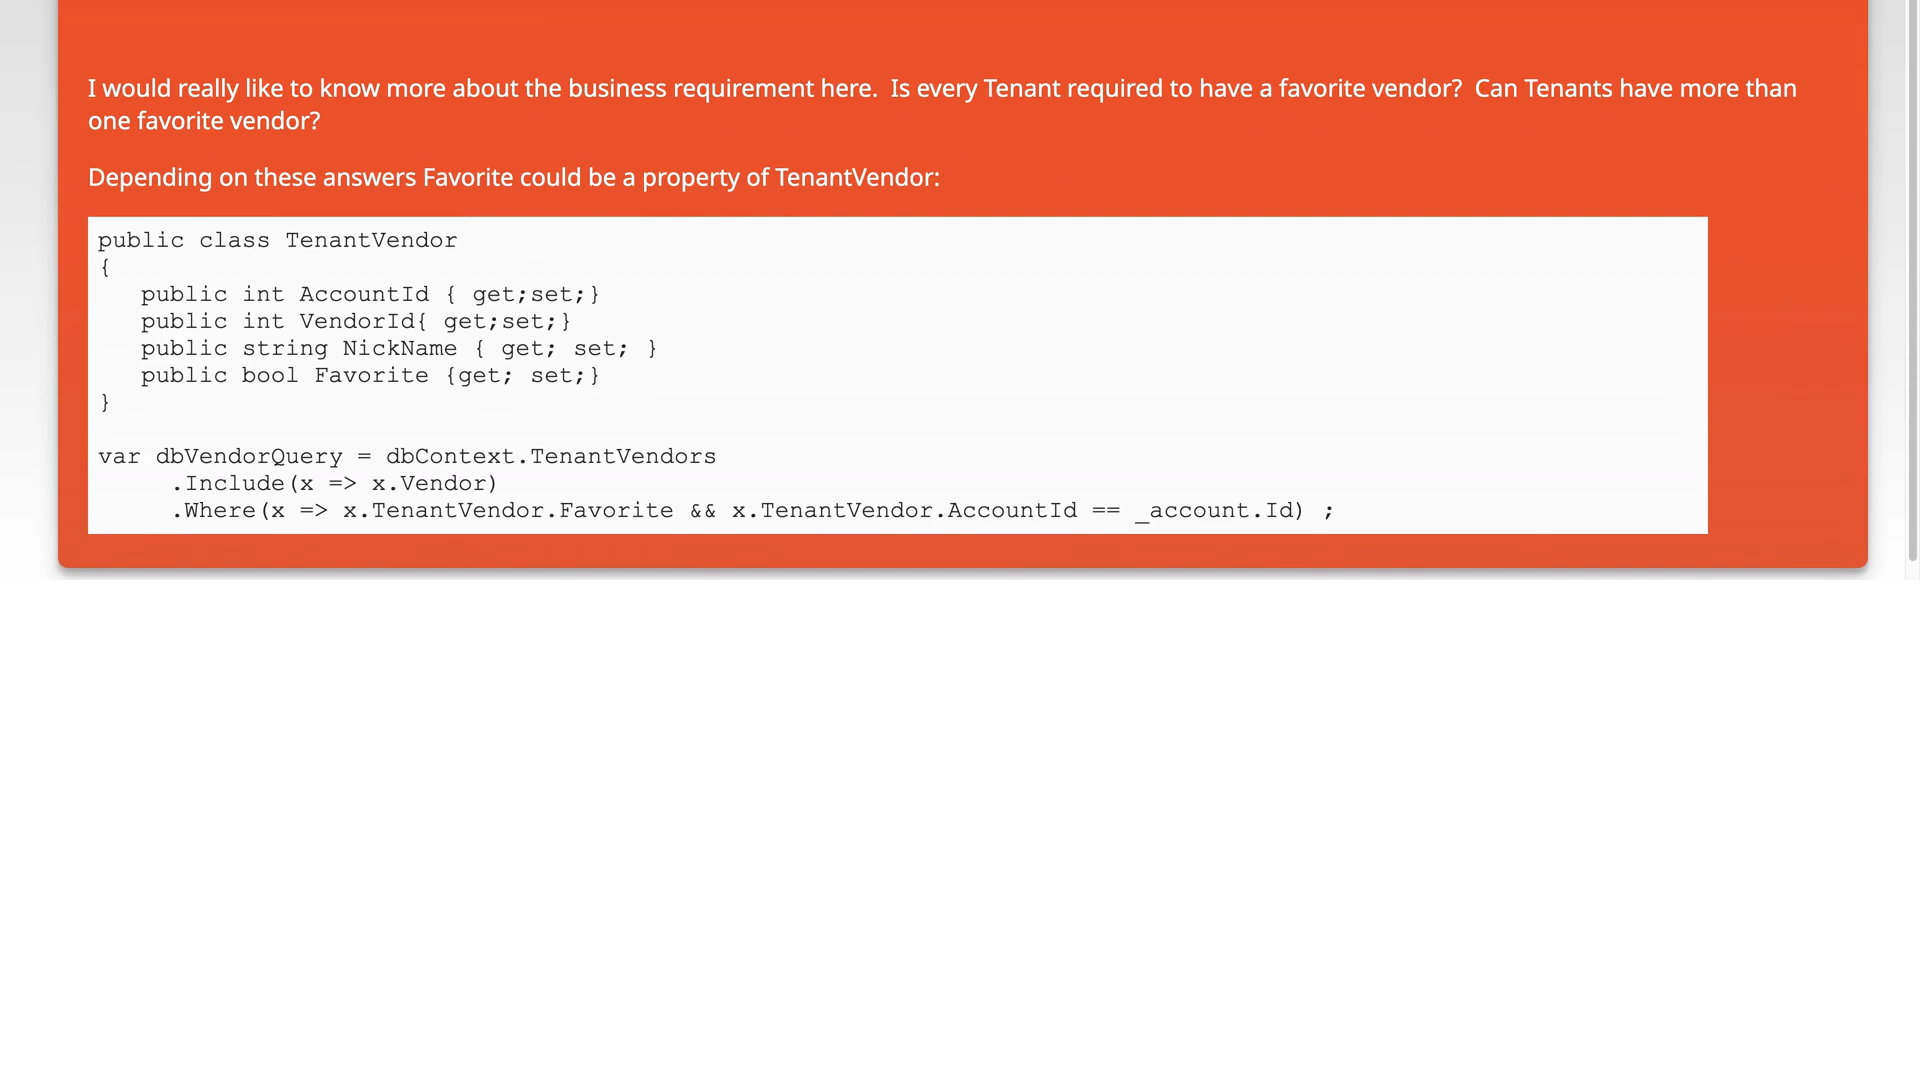 I would really like to know more about the business requirement here.  Is every Tenant required to have a favorite vendor?  Can Tenants have more than
one favorite vendor?
Depending on these answers Favorite could be a property of TenantVendor:
public class TenantVendor
{
   public int AccountId { get;set;}
   public int VendorId{ get;set;}
   public string NickName { get; set; }
   public bool Favorite {get; set;}
}
var dbVendorQuery = dbContext.TenantVendors
     .Include(x => x.Vendor)
     .Where(x => x.TenantVendor.Favorite && x.TenantVendor.AccountId == _account.Id) ;